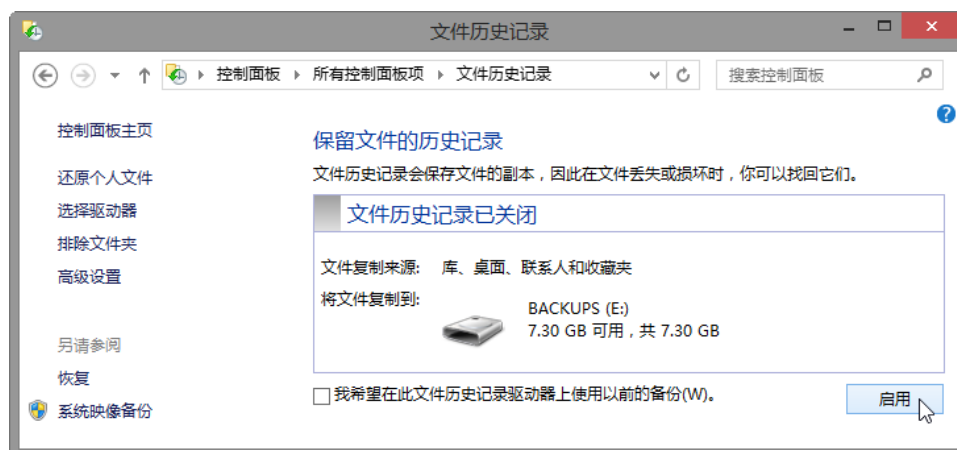 文件历史记录
控制面板 所有控制面板项 文件历史记录 搜索控制面板
控制面板主页
还原个人文件
选择驱动器
排除文件夹
高级设置
另请参阅
恢复
系统映像备份
保留文件的历史记录
文件历史记录会保存文件的副本，因此在文件丢失或损坏时，你可以找回它们。
文件历史记录已关闭
文件复制来源: 库、桌面、联系人和收藏夹
将文件复制到:
BACKUPS (E:)
7.30 GB 可用，共 7.30 GB
我希望在此文件历史记录驱动器上使用以前的备份(W)。
启用